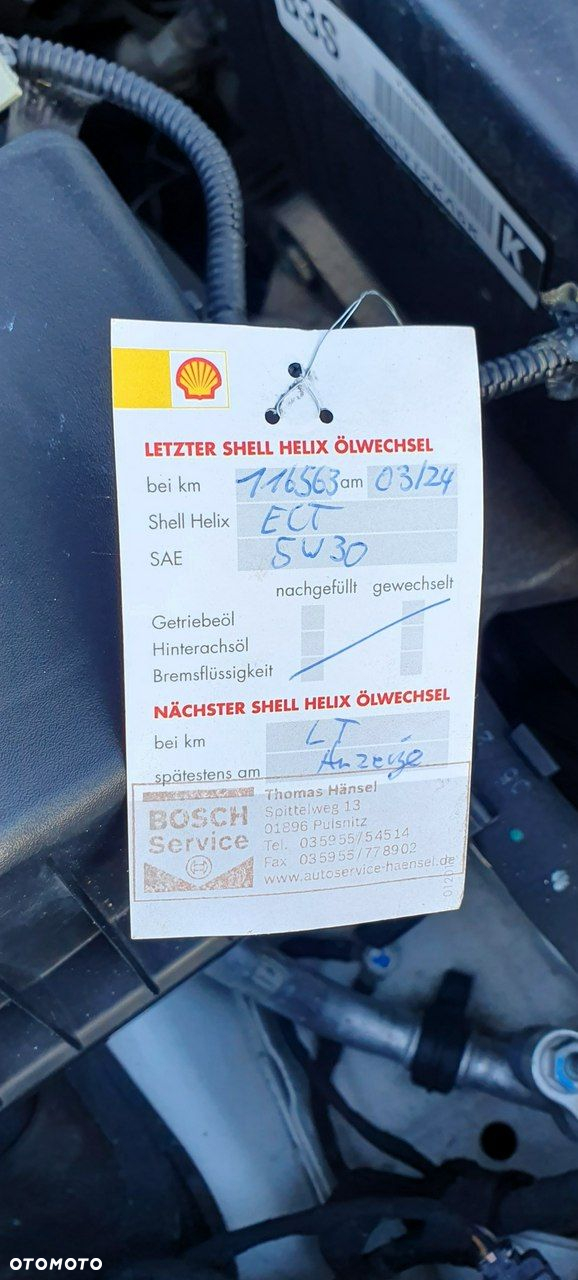 B3S
K
LETZTER SHELL HELIX ÖLWECHSEL
bei km 116563 am 03/24
Shell Helix ECT
SAE 5W30
nachgefüllt gewechselt
Getriebeöl
Hinterachsöl
Bremsflüssigkeit
NÄCHSTER SHELL HELIX ÖLWECHSEL
bei km LT
spätestens am Anzeige
BOSCH
Service
Thomas Hänsel
Spittelweg 13
01896 Pulsnitz
Tel. 035955/54514
Fax 035955/778902
www.autoservice-haensel.de
OTOMOTO